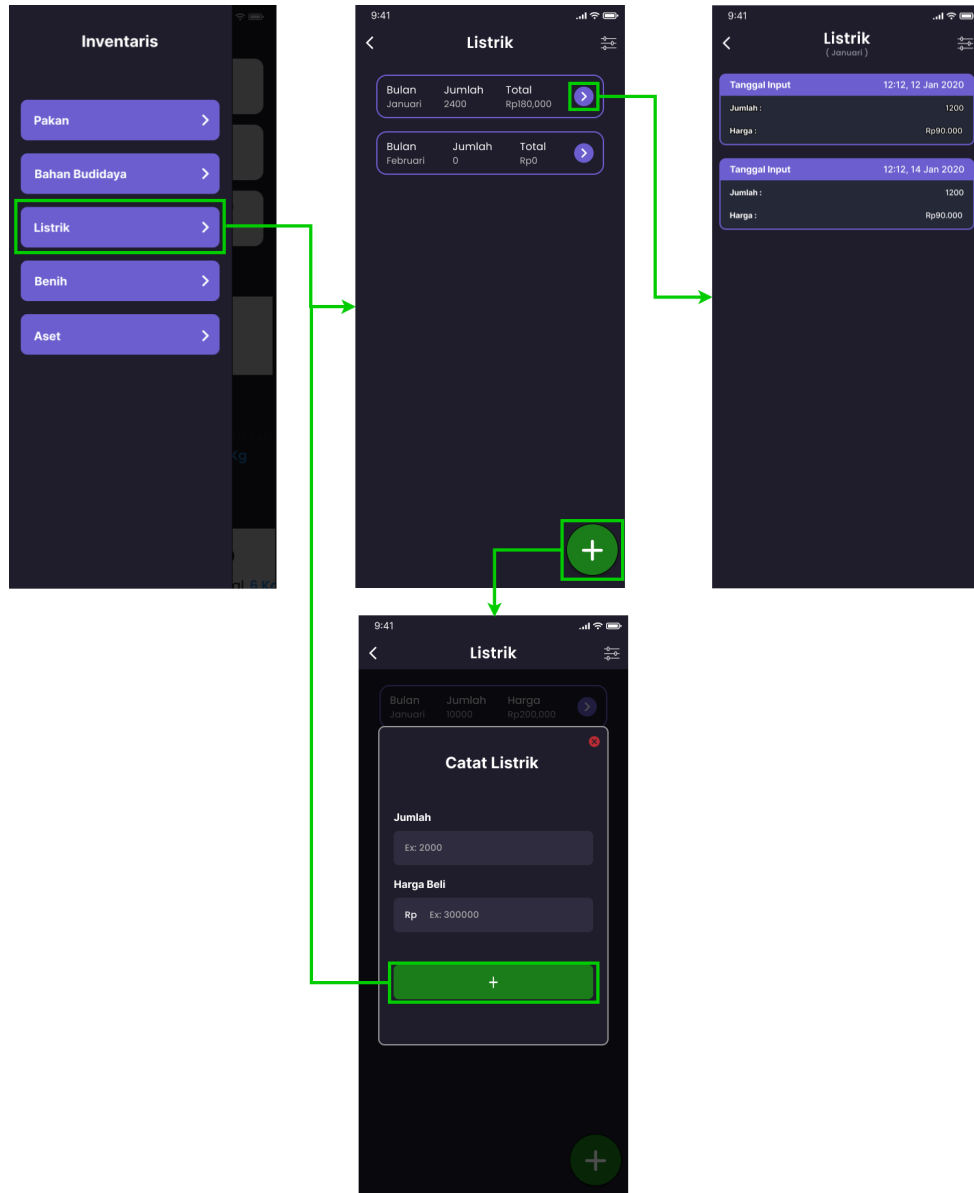 Inventaris
Pakan
Bahan Budidaya
Listrik
Benih
Aset
Kg
6 Kg
9:41
Listrik
Bulan Jumlah Total
Januari 2400 Rp180,000
Bulan Jumlah Total
Februari 0 Rp0
+
9:41
Listrik
( Januari )
Tanggal Input 12:12, 12 Jan 2020
Jumlah : 1200
Harga : Rp90.000
Tanggal Input 12:12, 14 Jan 2020
Jumlah : 1200
Harga : Rp90.000
9:41
Listrik
Bulan Jumlah Harga
Januari 10000 Rp200,000
Catat Listrik
Jumlah
Ex: 2000
Harga Beli
Rp Ex: 300000
+
+